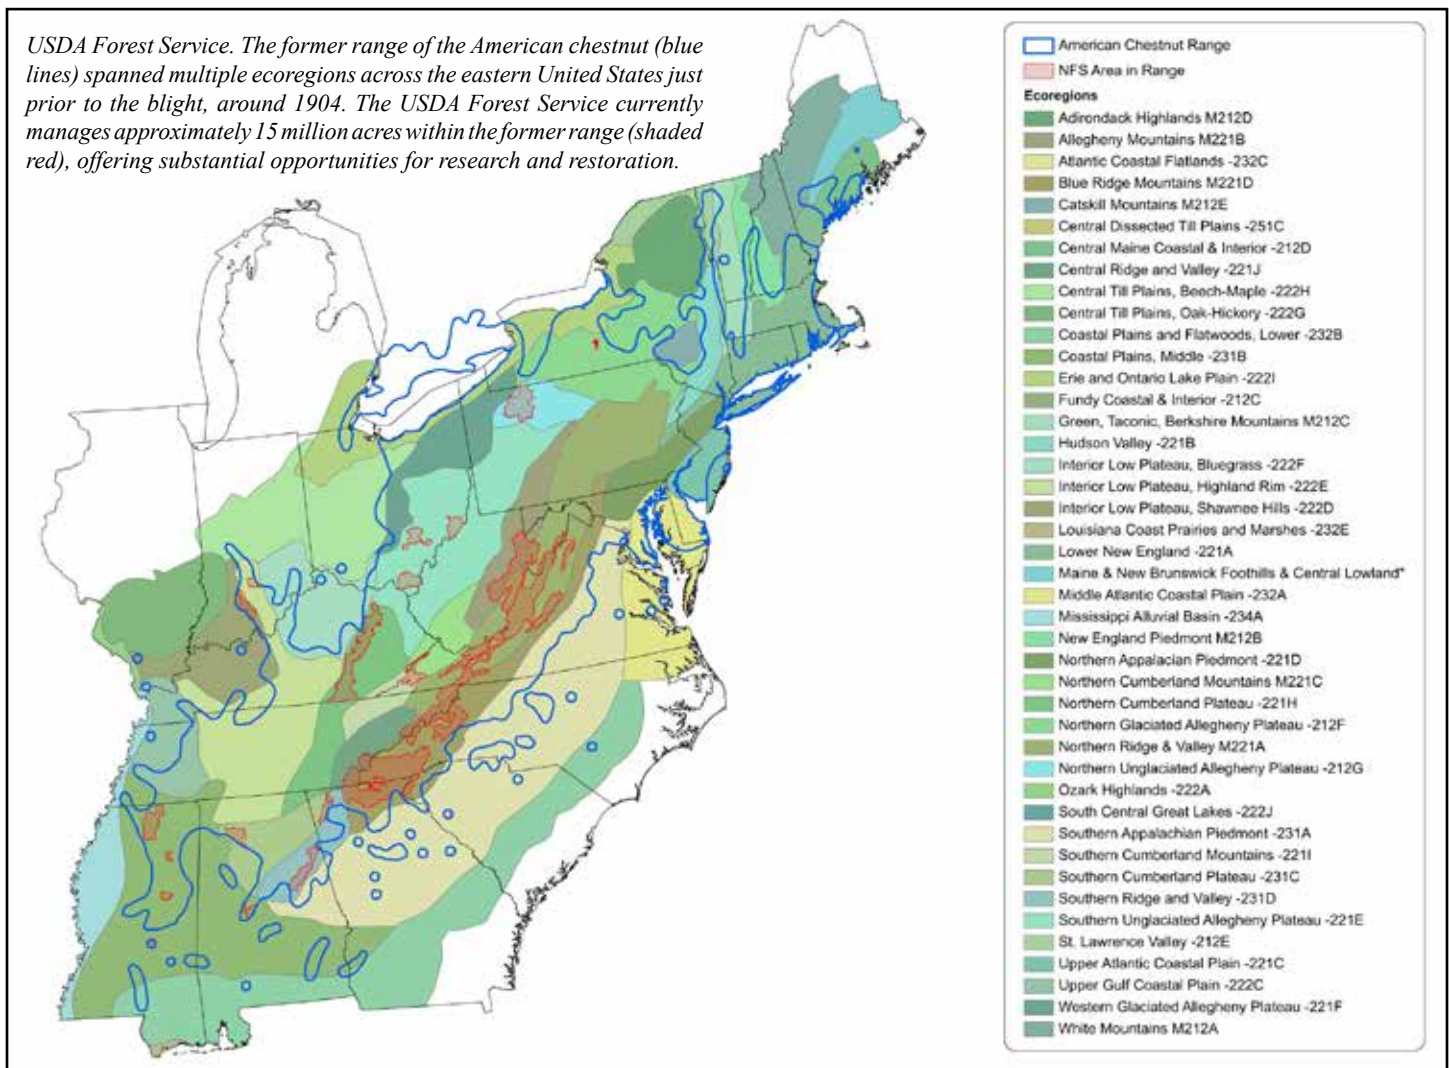 USDA Forest Service. The former range of the American chestnut (blue
lines) spanned multiple ecoregions across the eastern United States just
prior to the blight, around 1904. The USDA Forest Service currently
manages approximately 15 million acres within the former range (shaded
red), offering substantial opportunities for research and restoration.
American Chestnut Range
NFS Area in Range
Ecoregions
Adirondack Highlands M212D
Allegheny Mountains M221B
Atlantic Coastal Flatlands -232C
Blue Ridge Mountains M221D
Catskill Mountains M212E
Central Dissected Till Plains -251C
Central Maine Coastal & Interior -212D
Central Ridge and Valley -221J
Central Till Plains, Beech-Maple -222H
Central Till Plains, Oak-Hickory -222G
Coastal Plains and Flatwoods, Lower -232B
Coastal Plains, Middle -231B
Erie and Ontario Lake Plain -222I
Fundy Coastal & Interior -212C
Green, Taconic, Berkshire Mountains M212C
Hudson Valley -221B
Interior Low Plateau, Bluegrass -222F
Interior Low Plateau, Highland Rim -222E
Interior Low Plateau, Shawnee Hills -222D
Louisiana Coast Prairies and Marshes -232E
Lower New England -221A
Maine & New Brunswick Foothills & Central Lowland*
Middle Atlantic Coastal Plain -232A
Mississippi Alluvial Basin -234A
New England Piedmont M212B
Northern Appalacian Piedmont -221D
Northern Cumberland Mountains M221C
Northern Cumberland Plateau -221H
Northern Glaciated Allegheny Plateau -212F
Northern Ridge & Valley M221A
Northern Unglaciated Allegheny Plateau -212G
Ozark Highlands -222A
South Central Great Lakes -222J
Southern Appalachian Piedmont -231A
Southern Cumberland Mountains -221I
Southern Cumberland Plateau -231C
Southern Ridge and Valley -231D
Southern Unglaciated Allegheny Plateau -221E
St. Lawrence Valley -212E
Upper Atlantic Coastal Plain -221C
Upper Gulf Coastal Plain -222C
Western Glaciated Allegheny Plateau -221F
White Mountains M212A